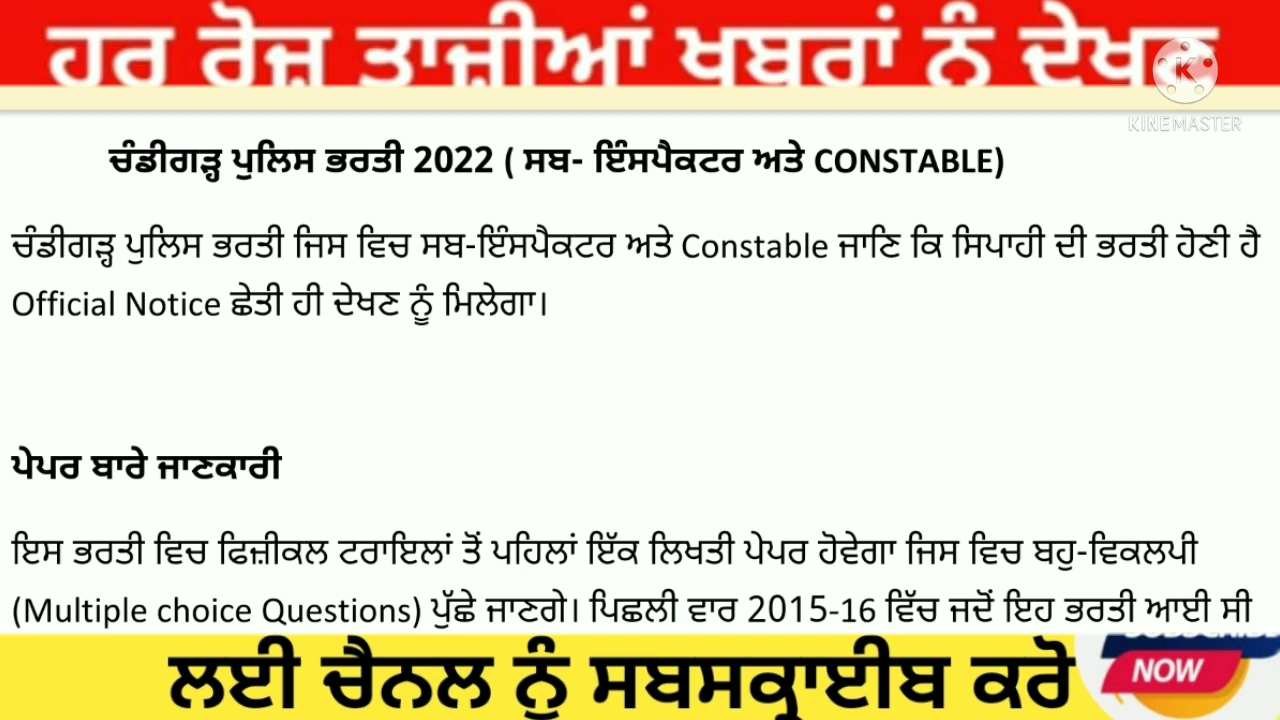 ਹਰ ਰੋਜ਼ ਤਾਜ਼ੀਆਂ ਖਬਰਾਂ ਨੂੰ
KINEMASTER
ਚੰਡੀਗੜ੍ਹ ਪੁਲਿਸ ਭਰਤੀ 2022 ( ਸਬ- ਇੰਸਪੈਕਟਰ ਅਤੇ CONSTABLE)
ਚੰਡੀਗੜ੍ਹ ਪੁਲਿਸ ਭਰਤੀ ਜਿਸ ਵਿਚ ਸਬ-ਇੰਸਪੈਕਟਰ ਅਤੇ Constable ਜਾਣਿ ਕਿ ਸਿਪਾਹੀ ਦੀ ਭਰਤੀ ਹੋਣੀ ਹੈ
Official Notice ਛੇਤੀ ਹੀ ਦੇਖਣ ਨੂੰ ਮਿਲੇਗਾ।
ਪੇਪਰ ਬਾਰੇ ਜਾਣਕਾਰੀ
ਇਸ ਭਰਤੀ ਵਿਚ ਫਿਜ਼ੀਕਲ ਟਰਾਇਲਾਂ ਤੋਂ ਪਹਿਲਾਂ ਇੱਕ ਲਿਖਤੀ ਪੇਪਰ ਹੋਵੇਗਾ ਜਿਸ ਵਿਚ ਬਹੁ-ਵਿਕਲਪੀ
(Multiple choice Questions) ਪੁੱਛੇ ਜਾਣਗੇ। ਪਿਛਲੀ ਵਾਰ 2015-16 ਵਿੱਚ ਜਦੋਂ ਇਹ ਭਰਤੀ ਆਈ ਸੀ
ਲਈ ਚੈਨਲ ਨੂੰ ਸਬਸਕ੍ਰਾਈਬ ਕਰੋ
NOW